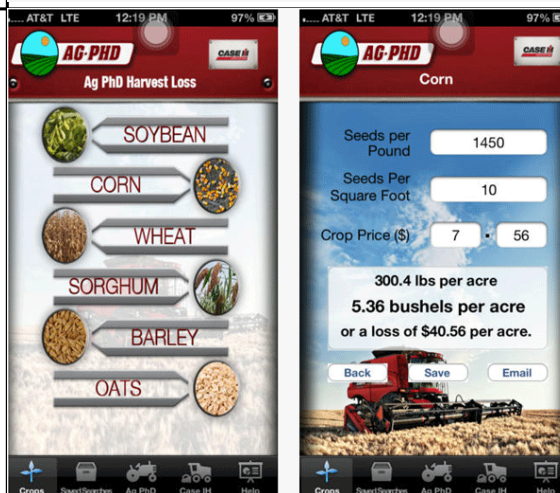 ..... AT&T LTE 12:19 PM 97%
AG·PHD
CASE IH
Ag PhD Harvest Loss
SOYBEAN
CORN
WHEAT
SORGHUM
BARLEY
OATS
Crops Saved Searches Ag PhD Case IH Help
..... AT&T LTE 12:19 PM 97%
AG·PHD
CASE IH
Corn
Seeds per
Pound
1450
Seeds Per
Square Foot
10
Crop Price ($) 7 . 56
300.4 lbs per acre
5.36 bushels per acre
or a loss of $40.56 per acre.
Back Save Email
Crops Saved Searches Ag PhD Case IH Help